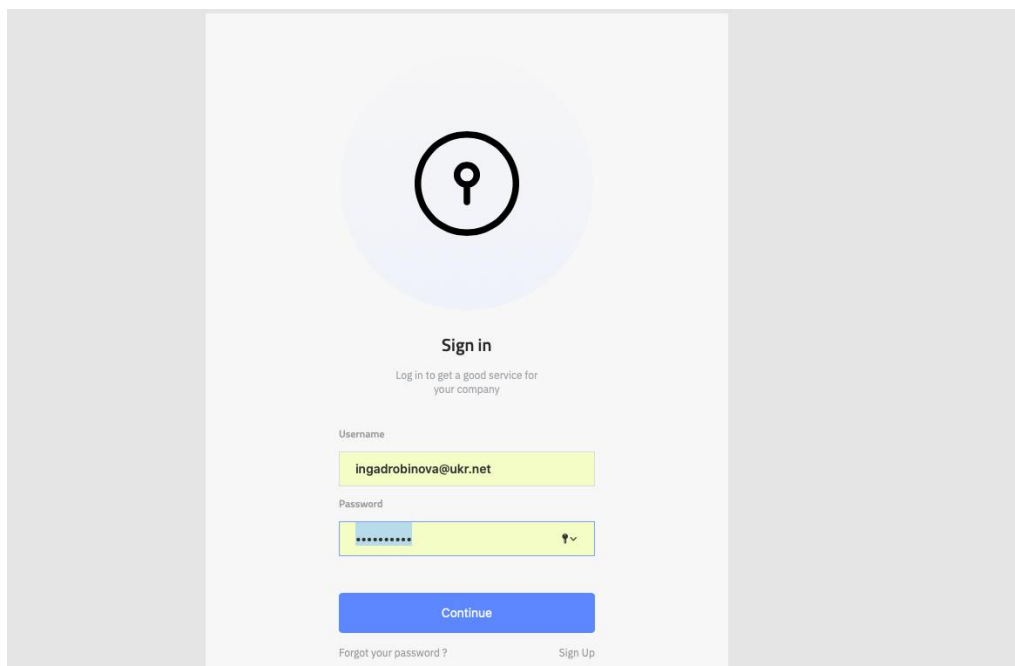 Sign in
Log in to get a good service for
your company
Username
ingadrobinova@ukr.net
Password
••••••••••
Continue
Forgot your password ?
Sign Up